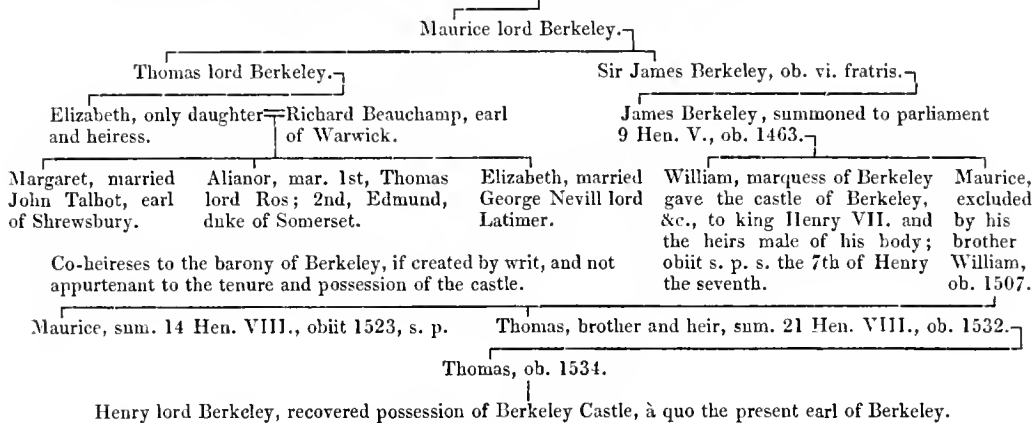 Maurice lord Berkeley.
Thomas lord Berkeley.
Sir James Berkeley, ob. vi. fratris.
Elizabeth, only daughter
and heiress.
Richard Beauchamp, earl
of Warwick.
James Berkeley, summoned to parliament
9 Hen. V., ob. 1463.
Margaret, married
John Talbot, earl
of Shrewsbury.
Alianor, mar. 1st, Thomas
lord Ros; 2nd, Edmund,
duke of Somerset.
Elizabeth, married
George Nevill lord
Latimer.
William, marquess of Berkeley
gave the castle of Berkeley,
&c., to king Henry VII. and
the heirs male of his body;
obiit s. p. s. the 7th of Henry
the seventh.
Maurice,
excluded
by his
brother
William,
ob. 1507.
Co-heireses to the barony of Berkeley, if created by writ, and not
appurtenant to the tenure and possession of the castle.
Maurice, sum. 14 Hen. VIII., obiit 1523, s. p.
Thomas, brother and heir, sum. 21 Hen. VIII., ob. 1532.
Thomas, ob. 1534.
Henry lord Berkeley, recovered possession of Berkeley Castle, à quo the present earl of Berkeley.